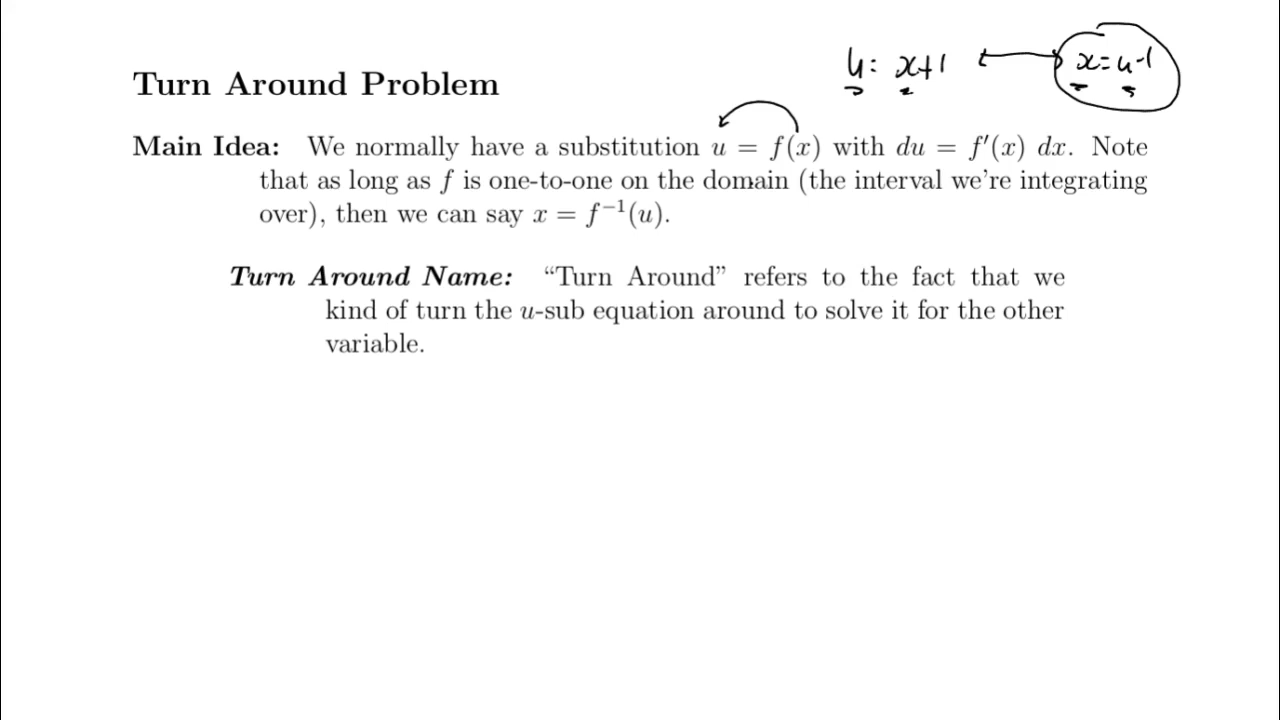 u = x+1 ↔ x = u-1
Turn Around Problem
Main Idea: We normally have a substitution u = f(x) with du = f′(x) dx. Note
that as long as f is one-to-one on the domain (the interval we're integrating
over), then we can say x = f⁻¹(u).
Turn Around Name: “Turn Around” refers to the fact that we
kind of turn the u-sub equation around to solve it for the other
variable.